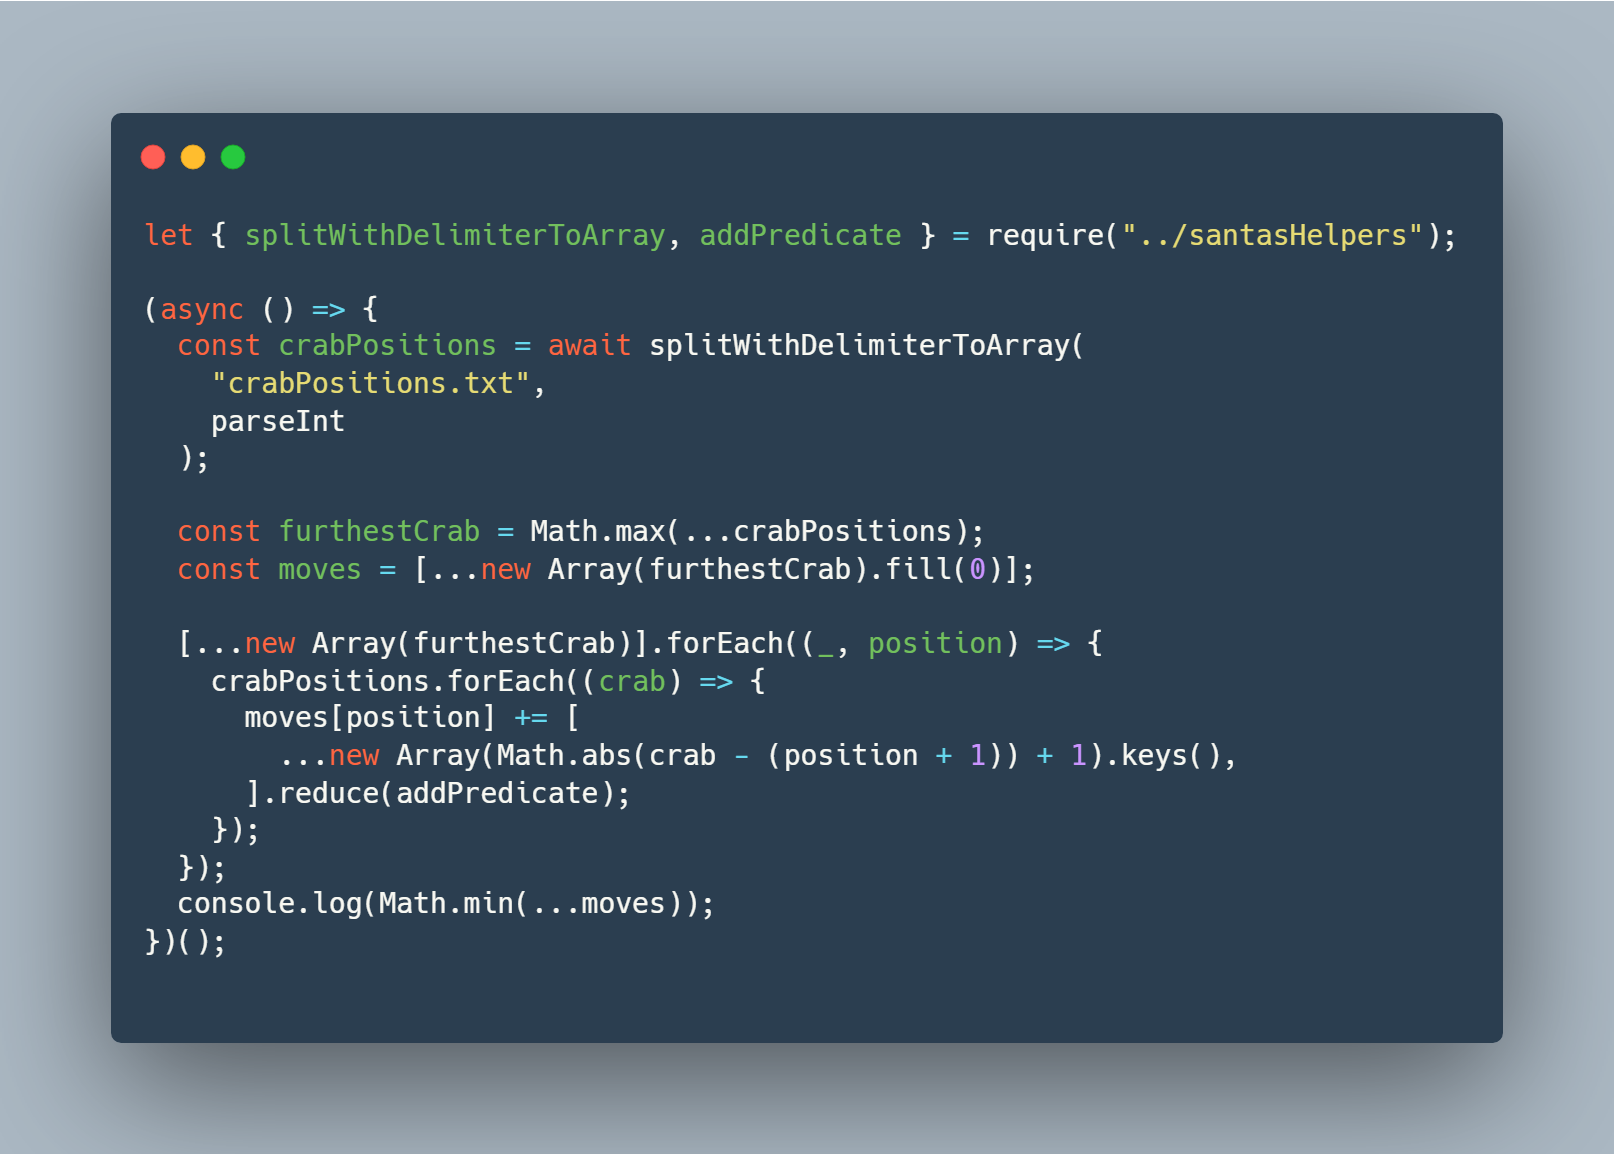 let { splitWithDelimiterToArray, addPredicate } = require("../santasHelpers");

(async () => {
  const crabPositions = await splitWithDelimiterToArray(
    "crabPositions.txt",
    parseInt
  );

  const furthestCrab = Math.max(...crabPositions);
  const moves = [...new Array(furthestCrab).fill(0)];

  [...new Array(furthestCrab)].forEach((_, position) => {
    crabPositions.forEach((crab) => {
      moves[position] += [
        ...new Array(Math.abs(crab - (position + 1)) + 1).keys(),
      ].reduce(addPredicate);
    });
  });
  console.log(Math.min(...moves));
})();